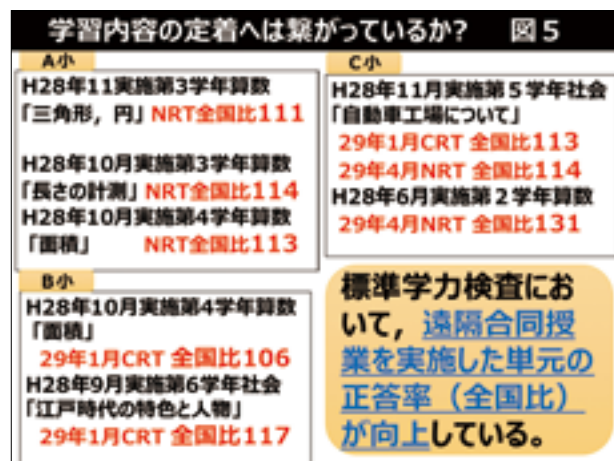 学習内容の定着へは繋がっているか? 図5
A小
H28年11実施第3学年算数
「三角形，円」NRT全国比111
H28年10月実施第3学年算数
「長さの計測」NRT全国比114
H28年10月実施第4学年算数
「面積」 NRT全国比113
B小
H28年10月実施第4学年算数
「面積」
29年1月CRT 全国比106
H28年9月実施第6学年社会
「江戸時代の特色と人物」
29年1月CRT 全国比117
C小
H28年11月実施第５学年社会
「自動車工場について」
29年1月CRT 全国比113
29年4月NRT 全国比114
H28年6月実施第２学年算数
29年4月NRT 全国比131
標準学力検査にお
いて，遠隔合同授
業を実施した単元の
正答率（全国比）
が向上している。